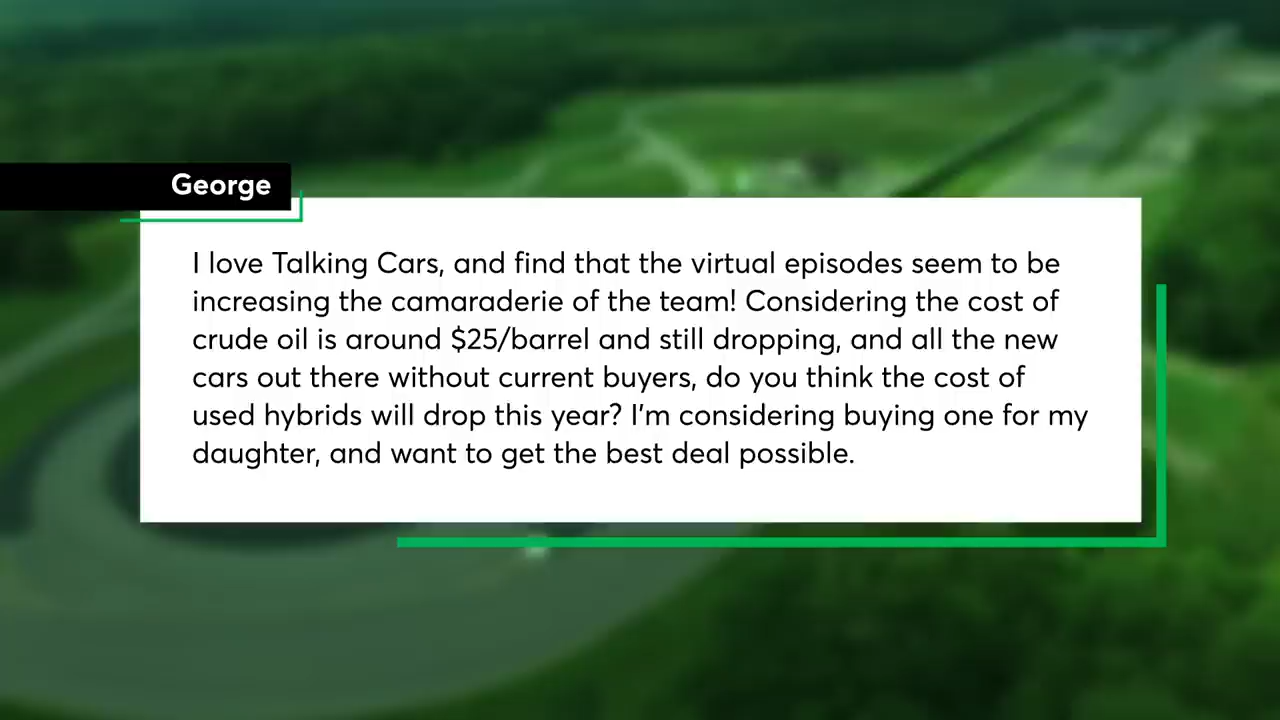 George
I love Talking Cars, and find that the virtual episodes seem to be
increasing the camaraderie of the team! Considering the cost of
crude oil is around $25/barrel and still dropping, and all the new
cars out there without current buyers, do you think the cost of
used hybrids will drop this year? I'm considering buying one for my
daughter, and want to get the best deal possible.